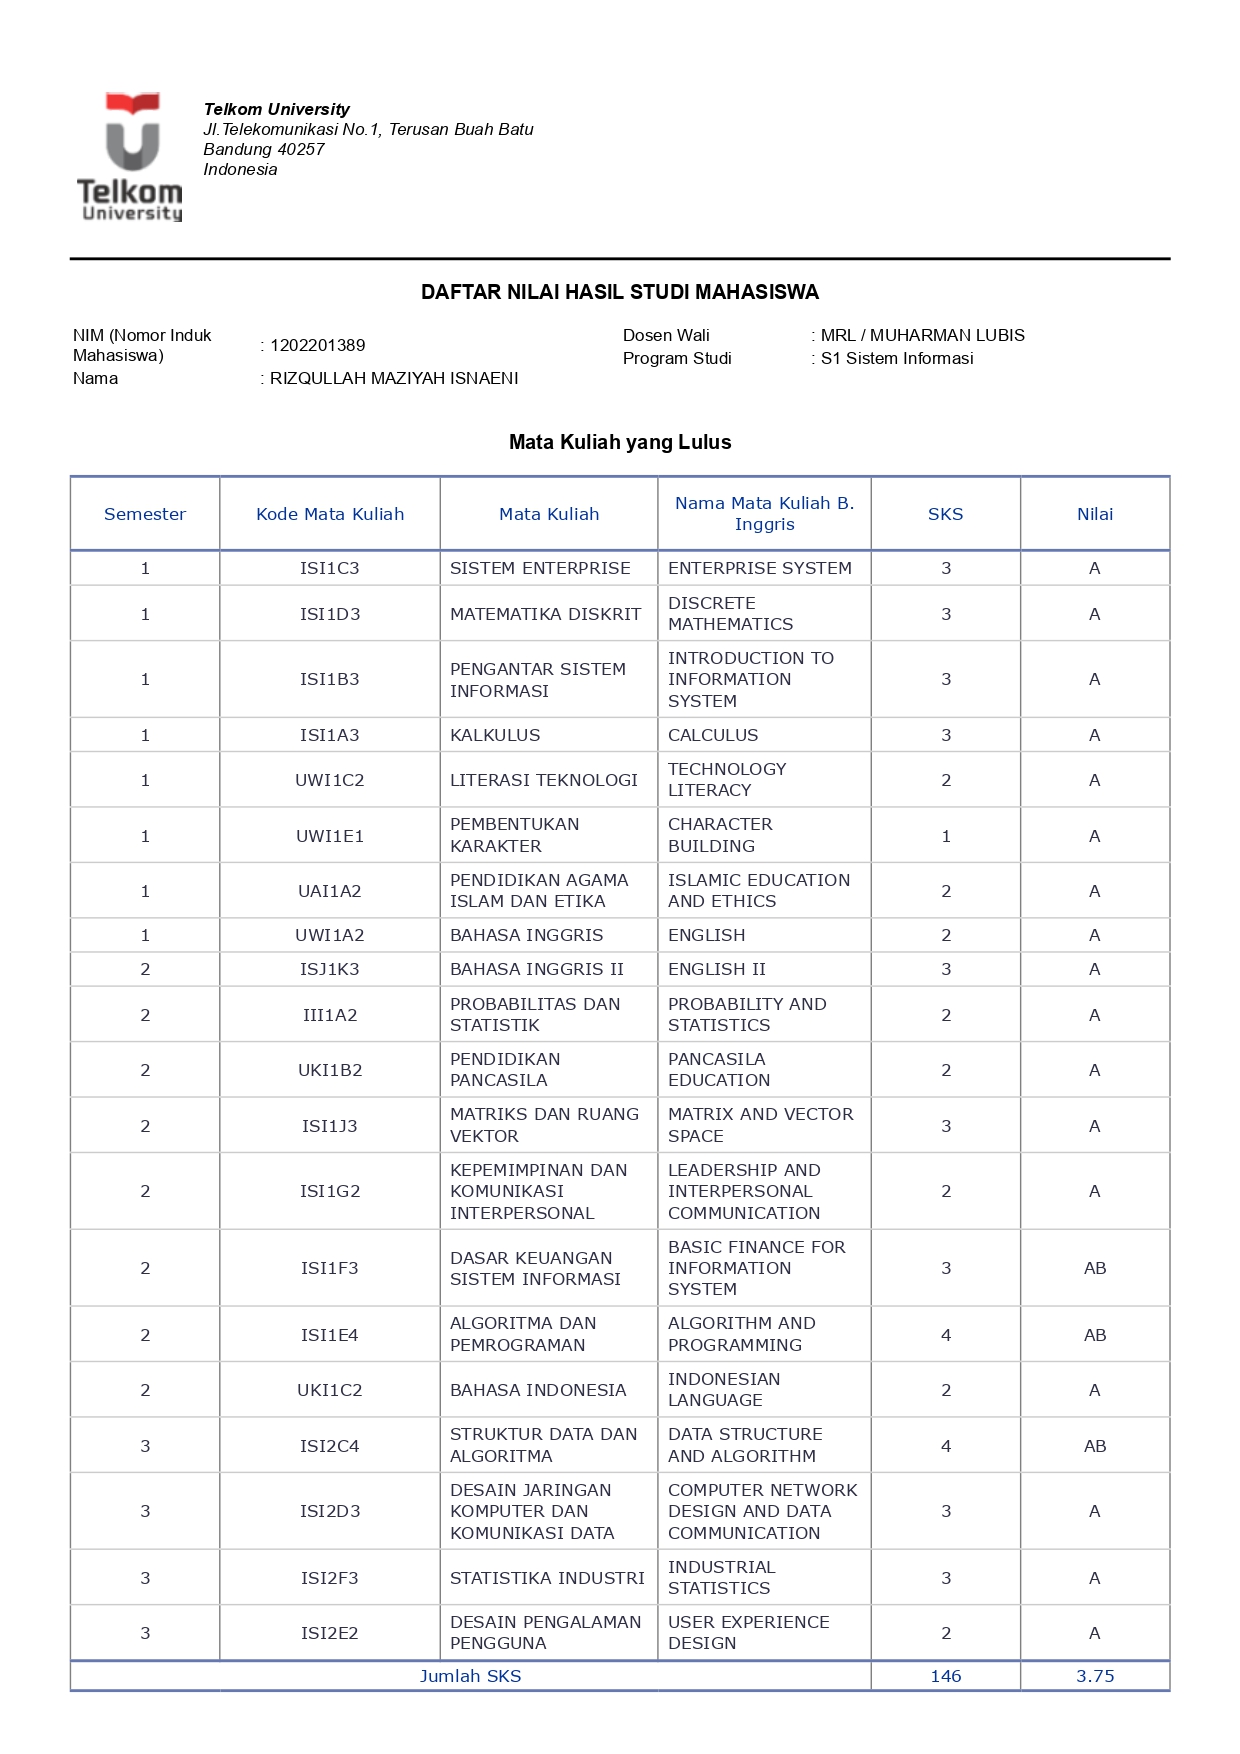 Telkom
University
Telkom University
Jl.Telekomunikasi No.1, Terusan Buah Batu
Bandung 40257
Indonesia
DAFTAR NILAI HASIL STUDI MAHASISWA
NIM (Nomor Induk Mahasiswa) : 1202201389
Nama : RIZQULLAH MAZIYAH ISNAENI
Dosen Wali : MRL / MUHARMAN LUBIS
Program Studi : S1 Sistem Informasi
Mata Kuliah yang Lulus
Semester Kode Mata Kuliah Mata Kuliah Nama Mata Kuliah B. Inggris SKS Nilai
1 ISI1C3 SISTEM ENTERPRISE ENTERPRISE SYSTEM 3 A
1 ISI1D3 MATEMATIKA DISKRIT DISCRETE MATHEMATICS 3 A
1 ISI1B3 PENGANTAR SISTEM INFORMASI INTRODUCTION TO INFORMATION SYSTEM 3 A
1 ISI1A3 KALKULUS CALCULUS 3 A
1 UWI1C2 LITERASI TEKNOLOGI TECHNOLOGY LITERACY 2 A
1 UWI1E1 PEMBENTUKAN KARAKTER CHARACTER BUILDING 1 A
1 UAI1A2 PENDIDIKAN AGAMA ISLAM DAN ETIKA ISLAMIC EDUCATION AND ETHICS 2 A
1 UWI1A2 BAHASA INGGRIS ENGLISH 2 A
2 ISJ1K3 BAHASA INGGRIS II ENGLISH II 3 A
2 III1A2 PROBABILITAS DAN STATISTIK PROBABILITY AND STATISTICS 2 A
2 UKI1B2 PENDIDIKAN PANCASILA PANCASILA EDUCATION 2 A
2 ISI1J3 MATRIKS DAN RUANG VEKTOR MATRIX AND VECTOR SPACE 3 A
2 ISI1G2 KEPEMIMPINAN DAN KOMUNIKASI INTERPERSONAL LEADERSHIP AND INTERPERSONAL COMMUNICATION 2 A
2 ISI1F3 DASAR KEUANGAN SISTEM INFORMASI BASIC FINANCE FOR INFORMATION SYSTEM 3 AB
2 ISI1E4 ALGORITMA DAN PEMROGRAMAN ALGORITHM AND PROGRAMMING 4 AB
2 UKI1C2 BAHASA INDONESIA INDONESIAN LANGUAGE 2 A
3 ISI2C4 STRUKTUR DATA DAN ALGORITMA DATA STRUCTURE AND ALGORITHM 4 AB
3 ISI2D3 DESAIN JARINGAN KOMPUTER DAN KOMUNIKASI DATA COMPUTER NETWORK DESIGN AND DATA COMMUNICATION 3 A
3 ISI2F3 STATISTIKA INDUSTRI INDUSTRIAL STATISTICS 3 A
3 ISI2E2 DESAIN PENGALAMAN PENGGUNA USER EXPERIENCE DESIGN 2 A
Jumlah SKS 146 3.75